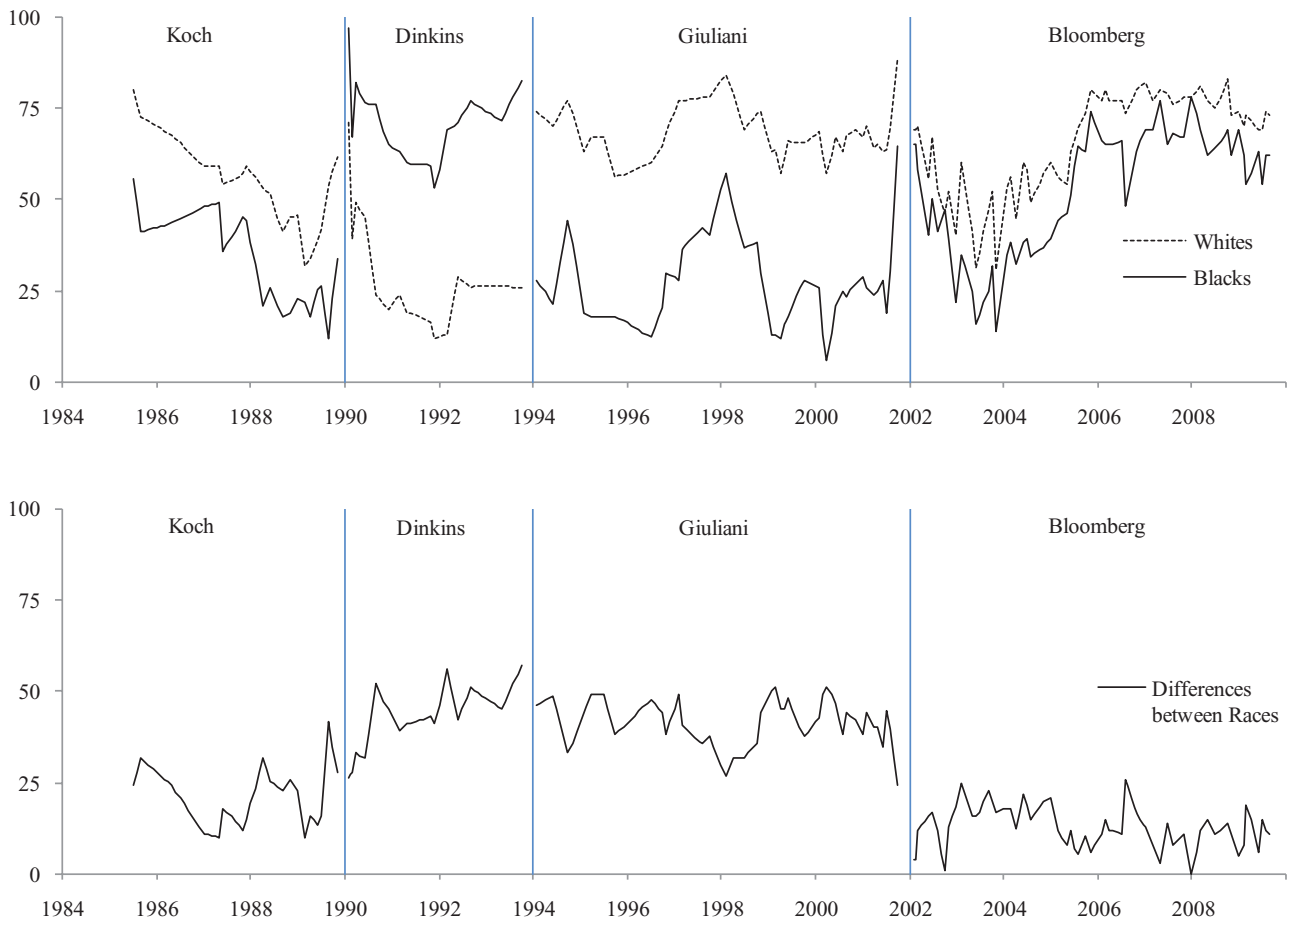 100
Koch Dinkins Giuliani Bloomberg
75
50
Whites
Blacks
25
0
1984 1986 1988 1990 1992 1994 1996 1998 2000 2002 2004 2006 2008
100
Koch Dinkins Giuliani Bloomberg
75
50
Differences
between Races
25
0
1984 1986 1988 1990 1992 1994 1996 1998 2000 2002 2004 2006 2008